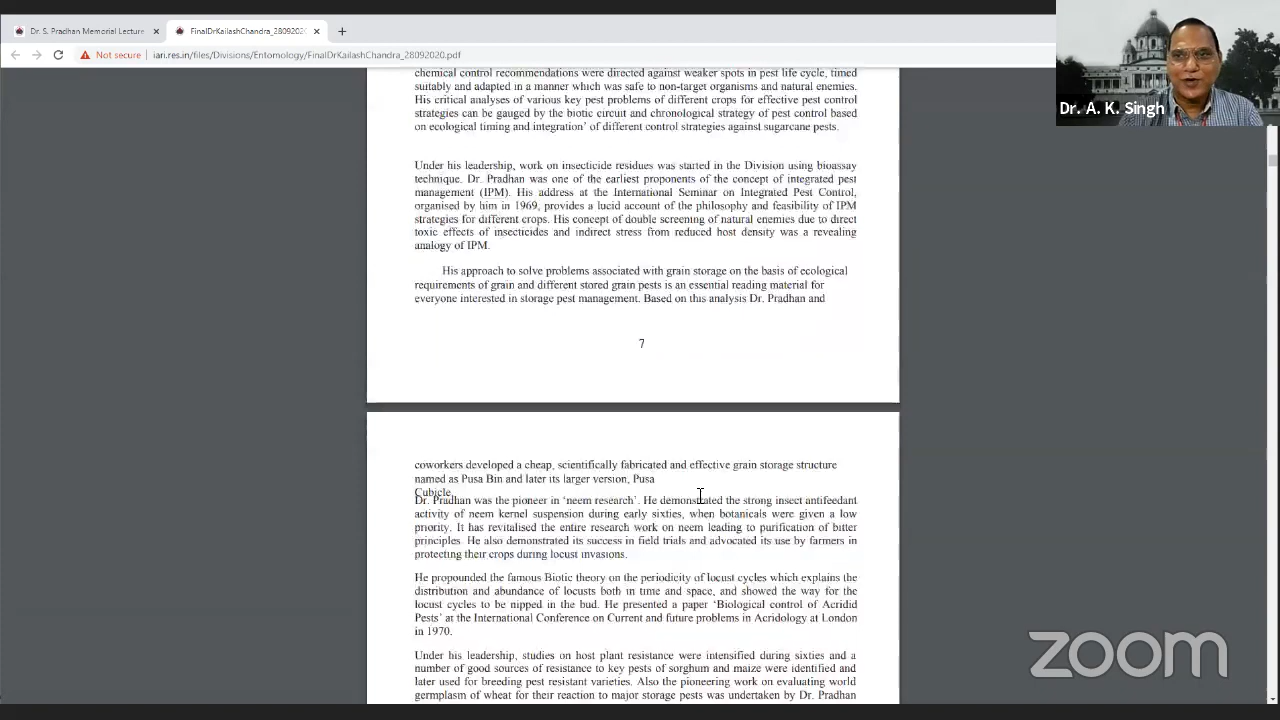 Dr. S. Pradhan Memorial Lecture
FinalDrKailashChandra_28092020.
Not secure
iari.res.in/files/Divisions/Entomology/FinalDrKailashChandra_28092020.pdf
Dr. A. K. Singh
chemical control recommendations were directed against weaker spots in pest life cycle, timed
suitably and adapted in a manner which was safe to non-target organisms and natural enemies.
His critical analyses of various key pest problems of different crops for effective pest control
strategies can be gauged by the biotic circuit and chronological strategy of pest control based
on ecological timing and integration' of different control strategies against sugarcane pests.
Under his leadership, work on insecticide residues was started in the Division using bioassay
technique. Dr. Pradhan was one of the earliest proponents of the concept of integrated pest
management (IPM). His address at the International Seminar on Integrated Pest Control,
organised by him in 1969, provides a lucid account of the philosophy and feasibility of IPM
strategies for different crops. His concept of double screening of natural enemies due to direct
toxic effects of insecticides and indirect stress from reduced host density was a revealing
analogy of IPM.
His approach to solve problems associated with grain storage on the basis of ecological
requirements of grain and different stored grain pests is an essential reading material for
everyone interested in storage pest management. Based on this analysis Dr. Pradhan and
7
coworkers developed a cheap, scientifically fabricated and effective grain storage structure
named as Pusa Bin and later its larger version, Pusa
Cubicle.
Dr. Pradhan was the pioneer in 'neem research'. He demonstrated the strong insect antifeedant
activity of neem kernel suspension during early sixties, when botanicals were given a low
priority. It has revitalised the entire research work on neem leading to purification of bitter
principles. He also demonstrated its success in field trials and advocated its use by farmers in
protecting their crops during locust invasions.
He propounded the famous Biotic theory on the periodicity of locust cycles which explains the
distribution and abundance of locusts both in time and space, and showed the way for the
locust cycles to be nipped in the bud. He presented a paper 'Biological control of Acridid
Pests' at the International Conference on Current and future problems in Acridology at London
in 1970.
Under his leadership, studies on host plant resistance were intensified during sixties and a
number of good sources of resistance to key pests of sorghum and maize were identified and
later used for breeding pest resistant varieties. Also the pioneering work on evaluating world
germplasm of wheat for their reaction to major storage pests was undertaken by Dr. Pradhan
zoom